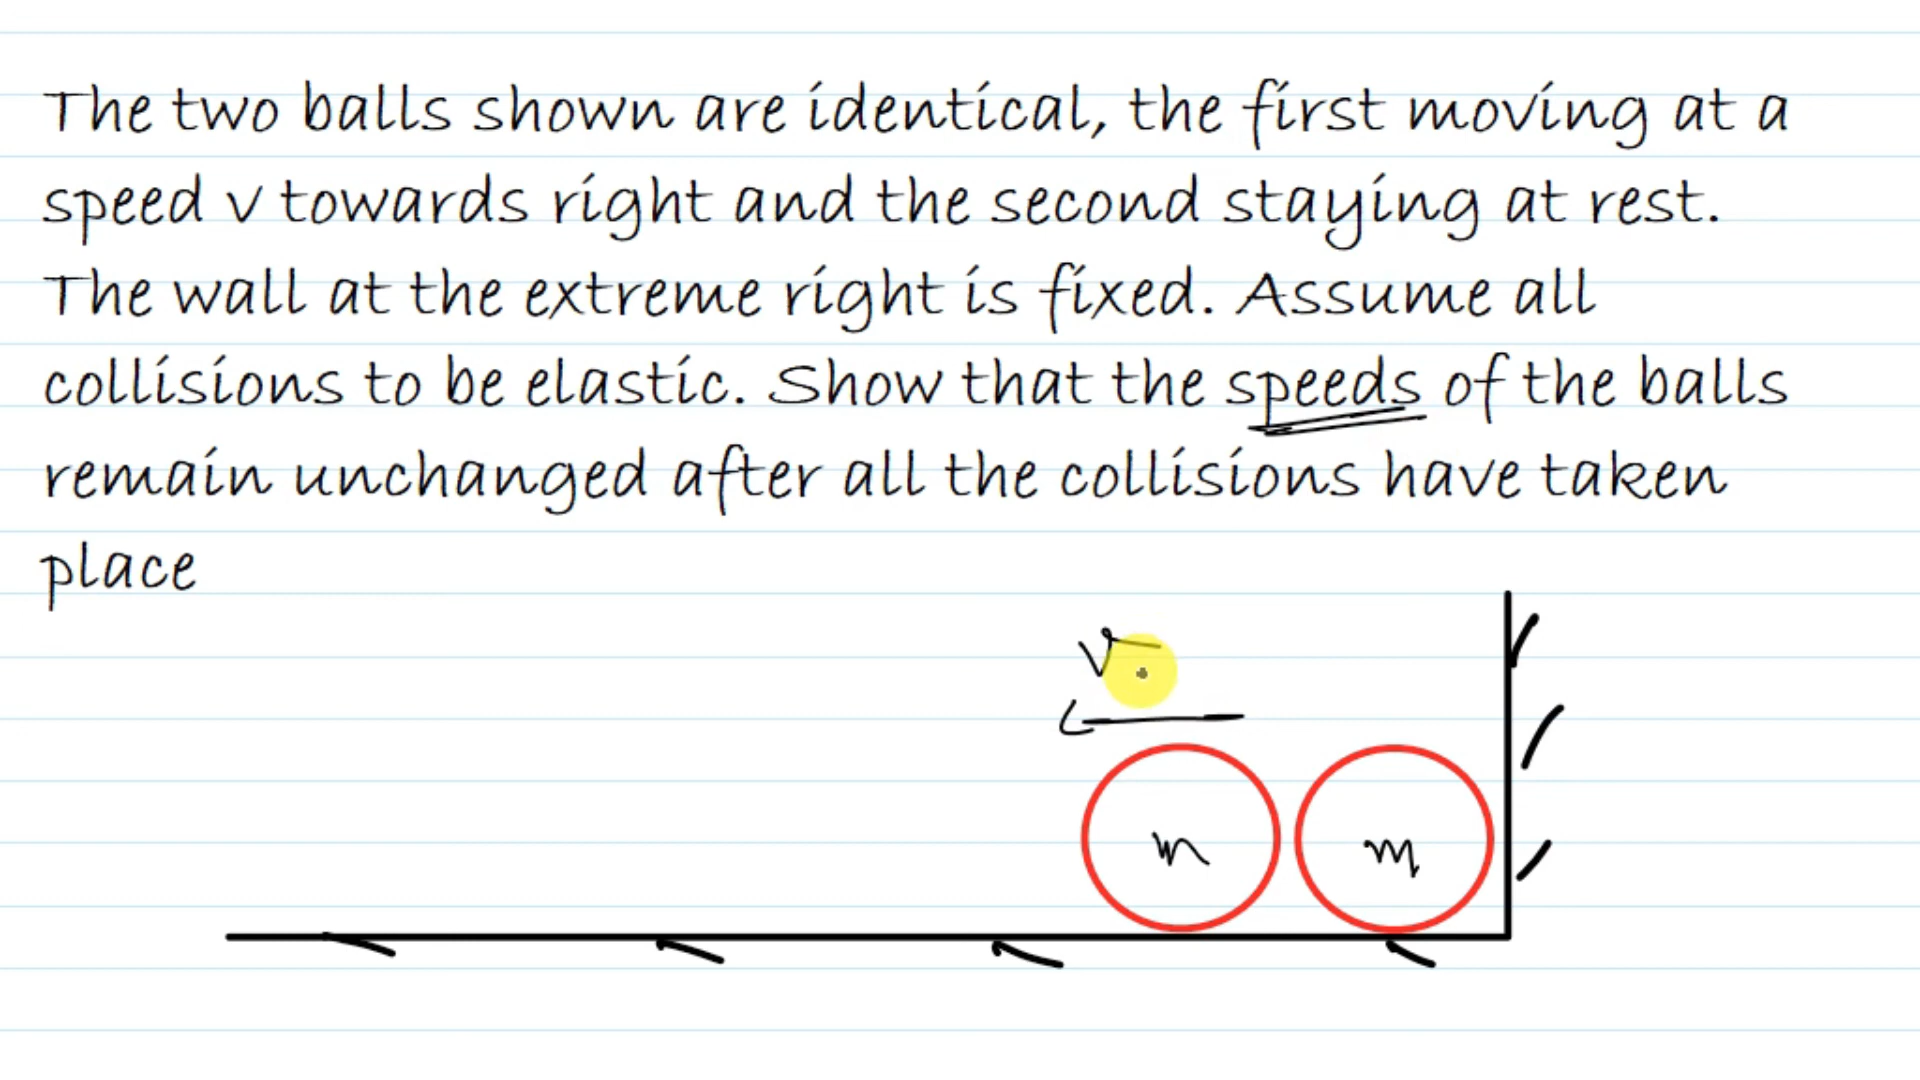 The two balls shown are identical, the first moving at a
speed v towards right and the second staying at rest.
The wall at the extreme right is fixed. Assume all
collisions to be elastic. Show that the speeds of the balls
remain unchanged after all the collisions have taken
place
v
m m